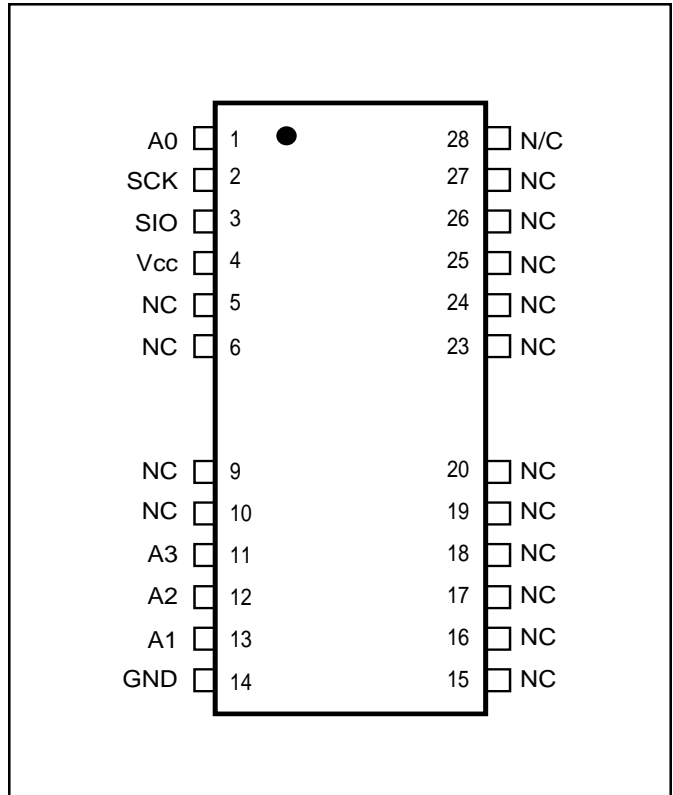 A0 1 28 N/C
SCK 2 27 NC
SIO 3 26 NC
Vcc 4 25 NC
NC 5 24 NC
NC 6 23 NC
NC 9 20 NC
NC 10 19 NC
A3 11 18 NC
A2 12 17 NC
A1 13 16 NC
GND 14 15 NC